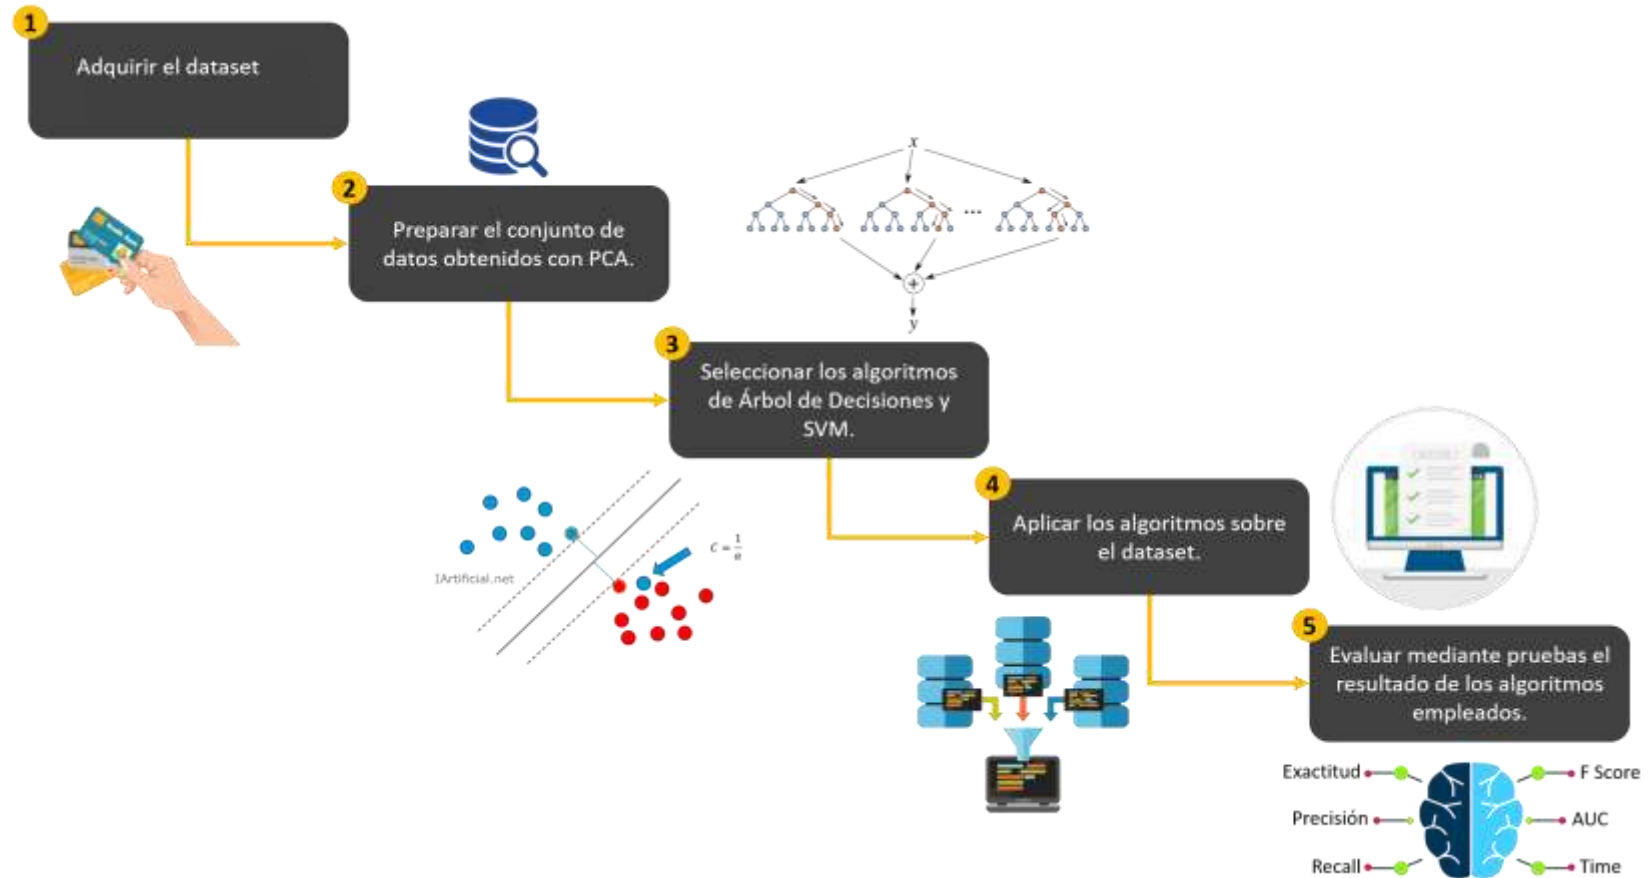 1
Adquirir el dataset
2
Preparar el conjunto de
datos obtenidos con PCA.
x
...
+
y
3
Seleccionar los algoritmos
de Árbol de Decisiones y
SVM.
IArtificial.net
4
Aplicar los algoritmos sobre
el dataset.
5
Evaluar mediante pruebas el
resultado de los algoritmos
empleados.
Exactitud
F Score
Precisión
AUC
Recall
Time